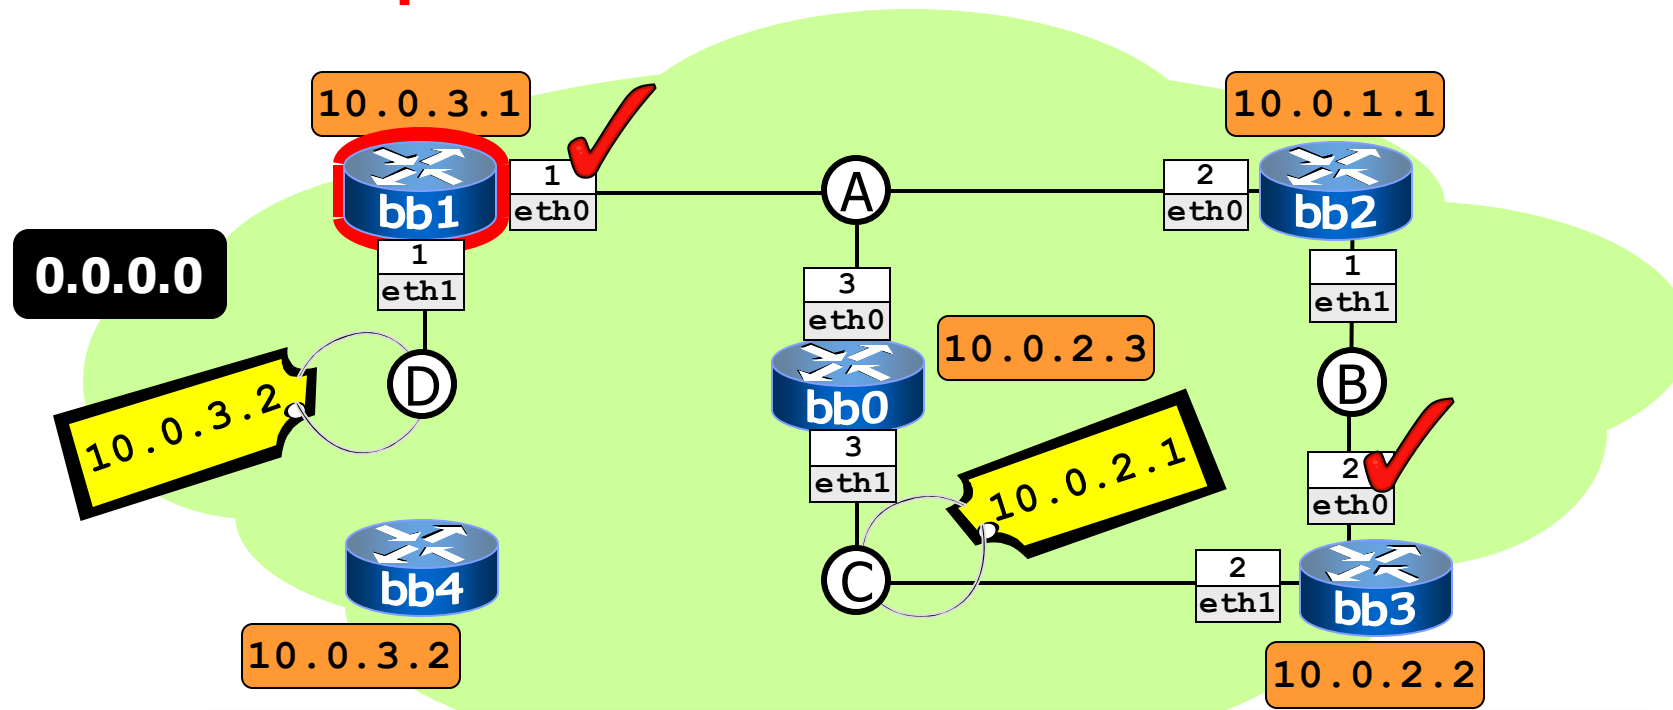 10.0.3.1
10.0.1.1
1
eth0
A
2
eth0
bb1
bb2
1
eth1
0.0.0.0
3
eth0
1
eth1
10.0.2.3
D
B
10.0.3.2
bb0
3
eth1
10.0.2.1
2
eth0
bb4
C
2
eth1
bb3
10.0.3.2
10.0.2.2